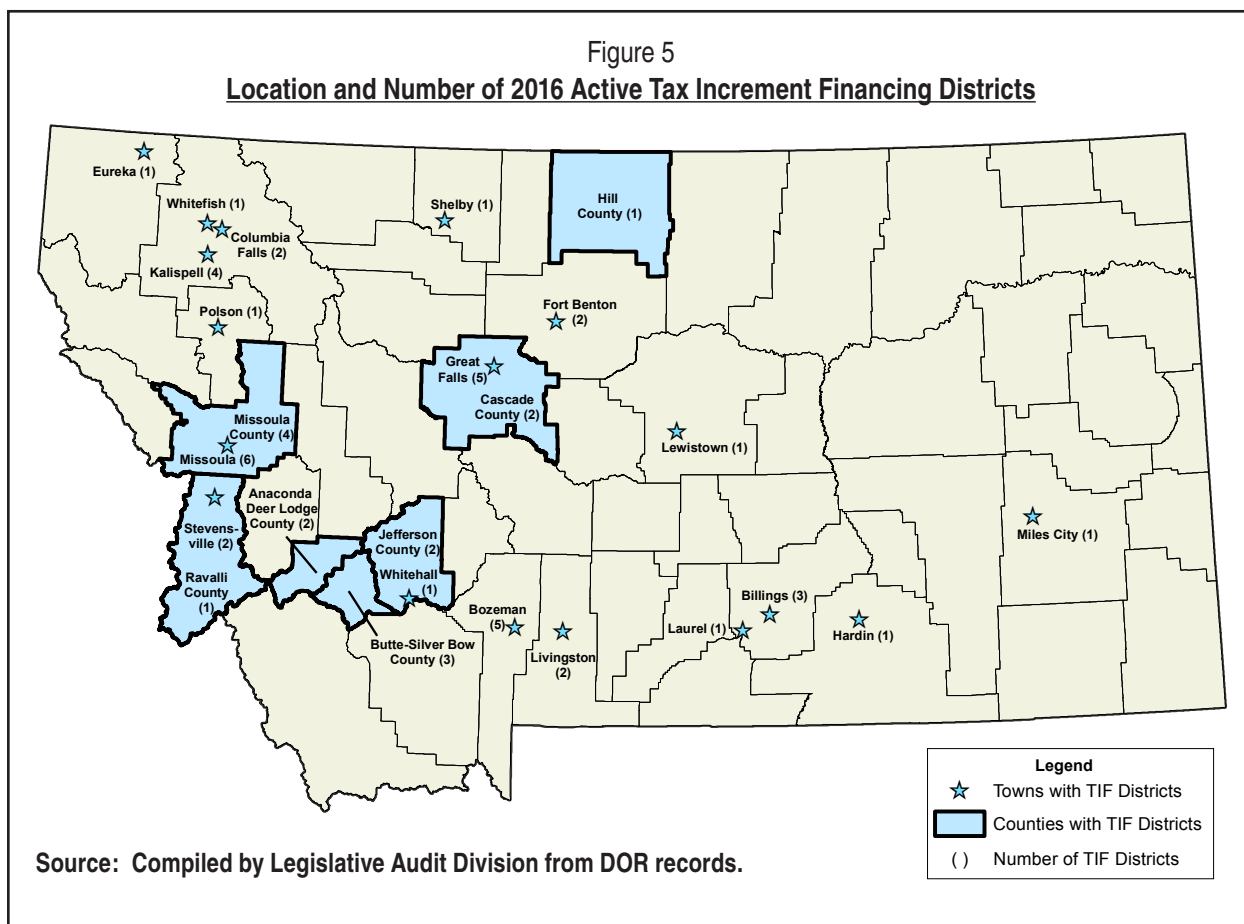 Figure 5
Location and Number of 2016 Active Tax Increment Financing Districts
Eureka (1)
Whitefish (1)
Columbia
Falls (2)
Kalispell (4)
Shelby (1)
Hill
County (1)
Polson (1)
Fort Benton
(2)
Great
Falls (5)
Cascade
County (2)
Missoula
County (4)
Missoula (6)
Lewistown (1)
Anaconda
Deer Lodge
County (2)
Stevens-
ville (2)
Ravalli
County
(1)
Jefferson
County (2)
Whitehall
(1)
Butte-Silver Bow
County (3)
Bozeman
(5)
Livingston
(2)
Laurel (1)
Billings (3)
Hardin (1)
Miles City (1)
Legend
Towns with TIF Districts
Counties with TIF Districts
( ) Number of TIF Districts
Source: Compiled by Legislative Audit Division from DOR records.